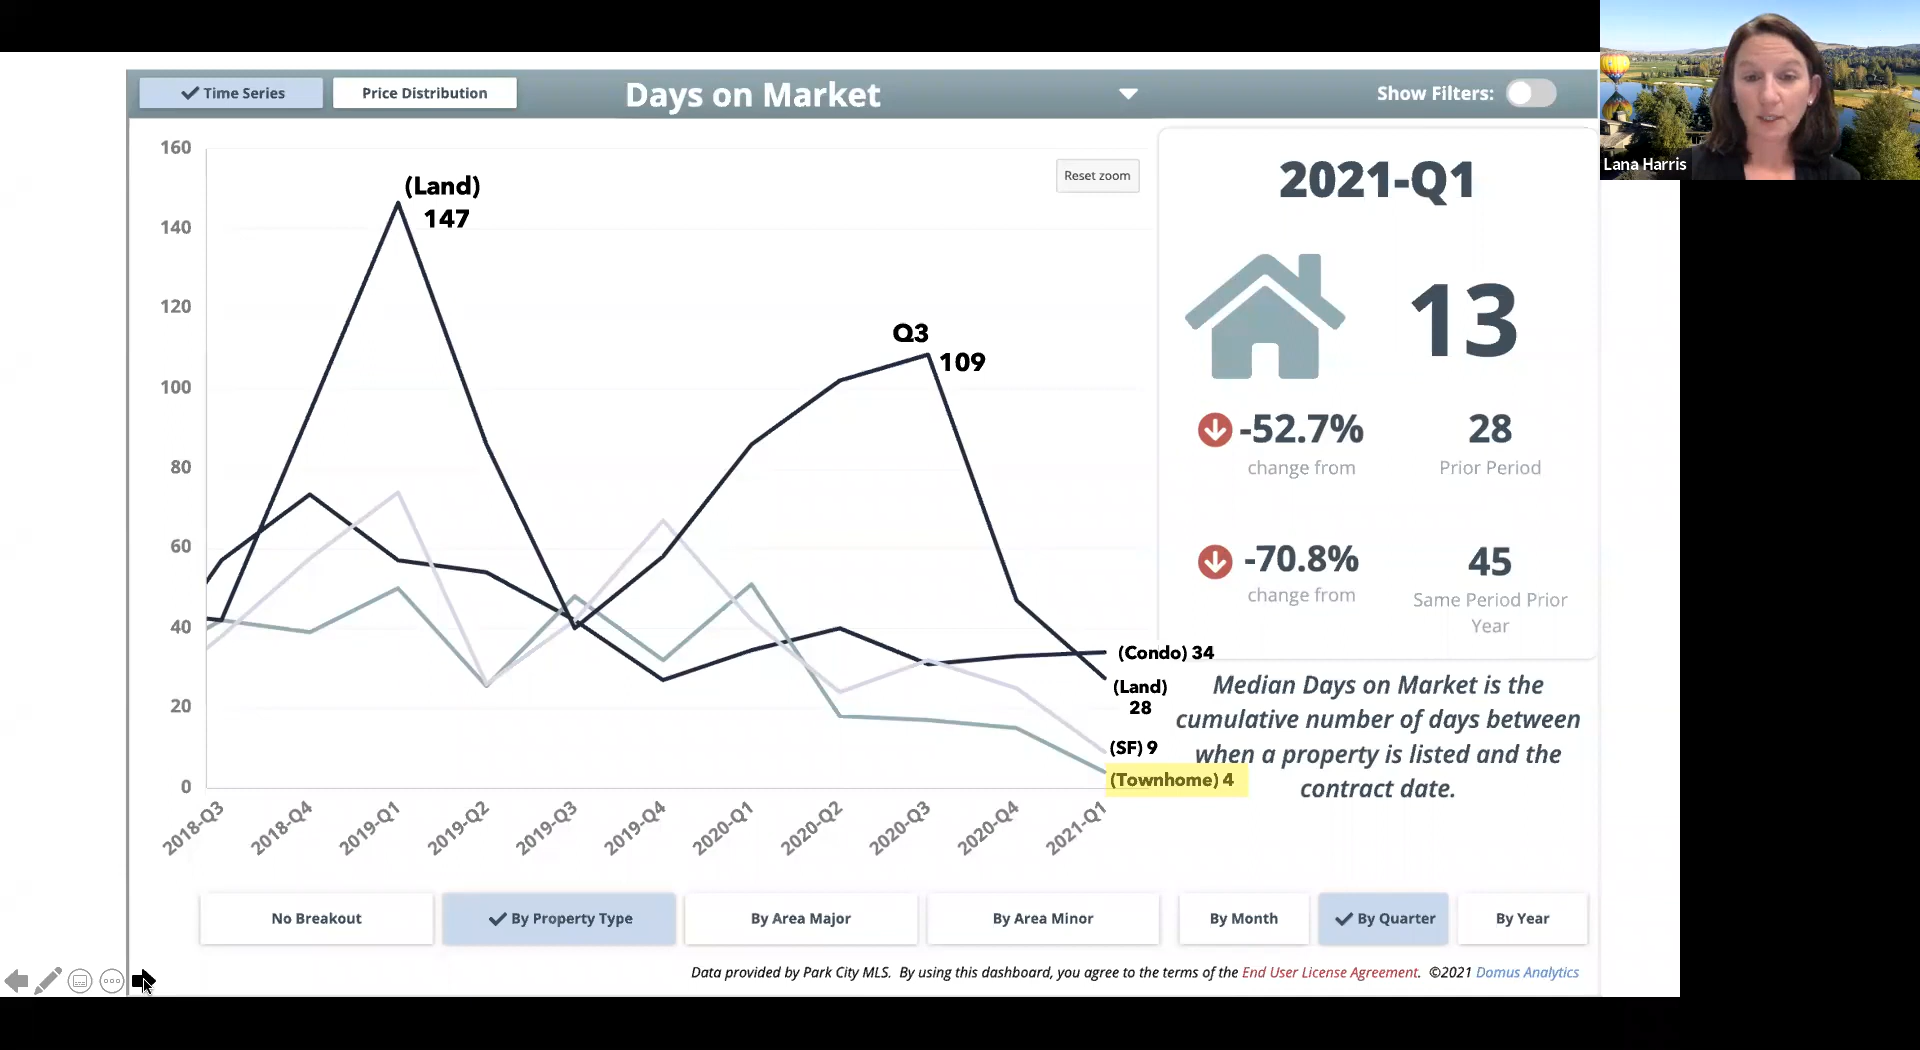 Time Series
Price Distribution
Days on Market
Show Filters:
Lana Harris
160
140
120
100
80
60
40
20
0
(Land)
147
Q3
109
Reset zoom
(Condo) 34
(Land)
28
(SF) 9
(Townhome) 4
2018-Q3
2018-Q4
2019-Q1
2019-Q2
2019-Q3
2019-Q4
2020-Q1
2020-Q2
2020-Q3
2020-Q4
2021-Q1
2021-Q1
13
-52.7%
change from
28
Prior Period
-70.8%
change from
45
Same Period Prior
Year
Median Days on Market is the
cumulative number of days between
when a property is listed and the
contract date.
No Breakout
By Property Type
By Area Major
By Area Minor
By Month
By Quarter
By Year
Data provided by Park City MLS. By using this dashboard, you agree to the terms of the End User License Agreement. ©2021 Domus Analytics